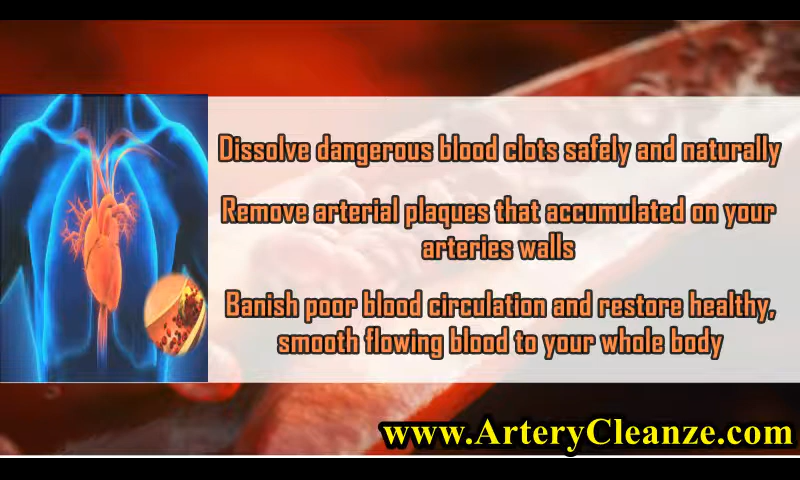 Dissolve dangerous blood clots safely and naturally
Remove arterial plaques that accumulated on your
arteries walls
Banish poor blood circulation and restore healthy,
smooth flowing blood to your whole body
www.ArteryCleanze.com